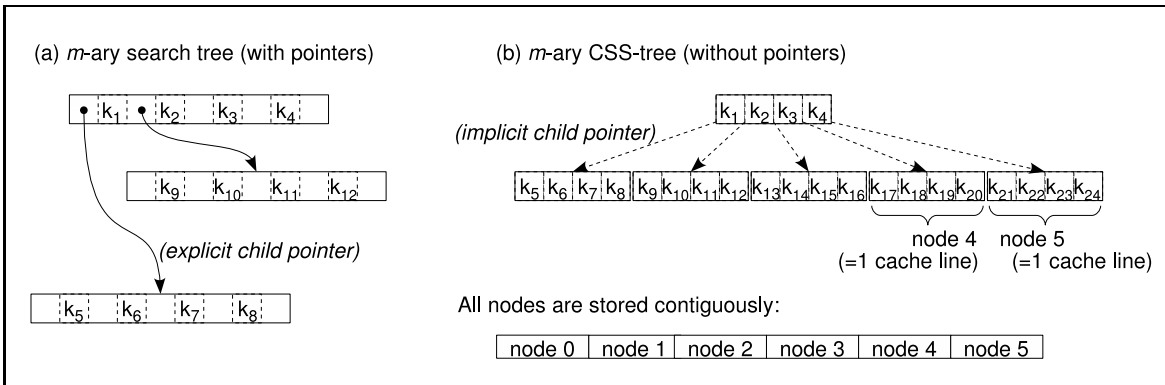 (a) m-ary search tree (with pointers)
k1 k2 k3 k4
k9 k10 k11 k12
(explicit child pointer)
k5 k6 k7 k8
(b) m-ary CSS-tree (without pointers)
k1 k2 k3 k4
(implicit child pointer)
k5 k6 k7 k8 k9 k10 k11 k12 k13 k14 k15 k16 k17 k18 k19 k20 k21 k22 k23 k24
node 4 node 5
(=1 cache line) (=1 cache line)
All nodes are stored contiguously:
node 0 node 1 node 2 node 3 node 4 node 5